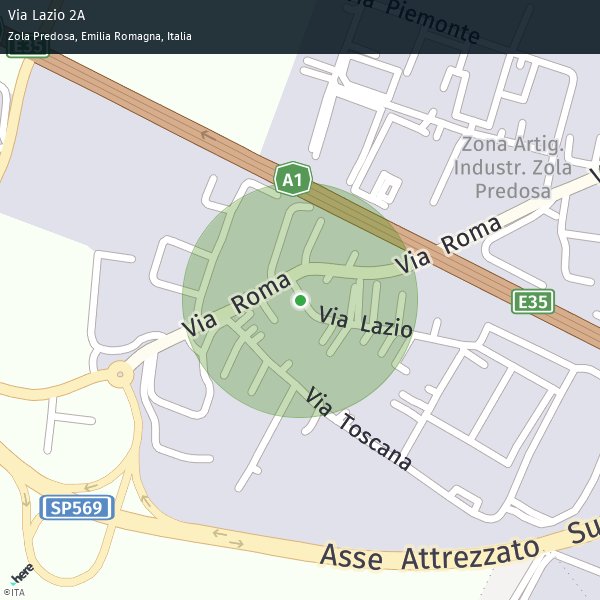 Via Lazio 2A
Zola Predosa, Emilia Romagna, Italia
Via Piemonte
E35
Zona Artig.
Industr. Zola
Predosa
A1
Via Roma
E35
Via Roma
Via Lazio
Via Toscana
SP569
Asse Attrezzato Su
here
©ITA